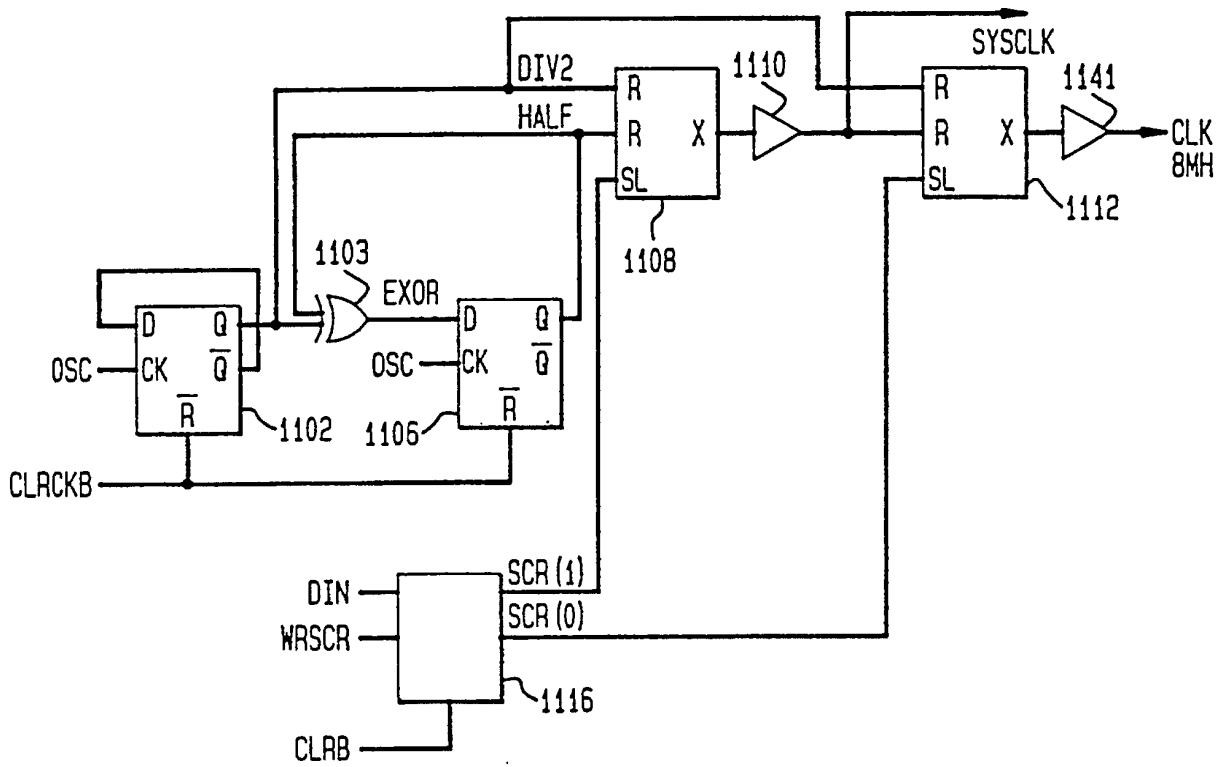 SYSCLK
1110
1141
DIV2
R
R
HALF
R
X
R
X
CLK
8MH
SL
SL
1112
1108
1103
EXOR
D
Q
D
Q
OSC
CK
Q
OSC
CK
Q
R
R
1102
1106
CLRCKB
SCR(1)
DIN
SCR(0)
WRSCR
1116
CLRB